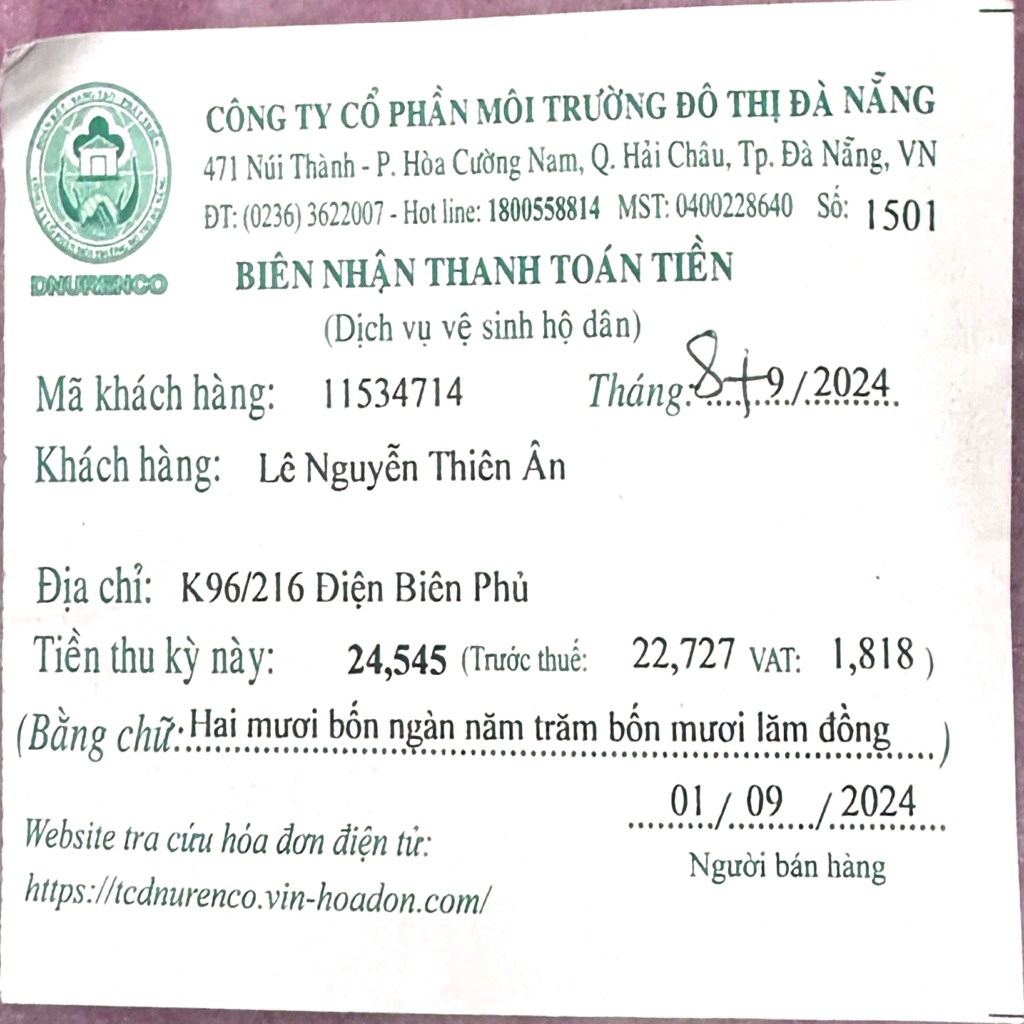 CÔNG TY CỔ PHẦN MÔI TRƯỜNG ĐÔ THỊ ĐÀ NẴNG
471 Núi Thành - P. Hòa Cường Nam, Q. Hải Châu, Tp. Đà Nẵng, VN
ĐT: (0236) 3622007 - Hot line: 1800558814 MST: 0400228640 Số: 1501
DNURENCO
BIÊN NHẬN THANH TOÁN TIỀN
(Dịch vụ vệ sinh hộ dân)
Mã khách hàng: 11534714 Tháng: 8+9/2024
Khách hàng: Lê Nguyễn Thiên Ân
Địa chỉ: K96/216 Điện Biên Phủ
Tiền thu kỳ này: 24,545 (Trước thuế: 22,727 VAT: 1,818 )
(Bằng chữ: Hai mươi bốn ngàn năm trăm bốn mươi lăm đồng )
01 / 09 / 2024
Người bán hàng
Website tra cứu hóa đơn điện tử:
https://tcdnurenco.vin-hoadon.com/